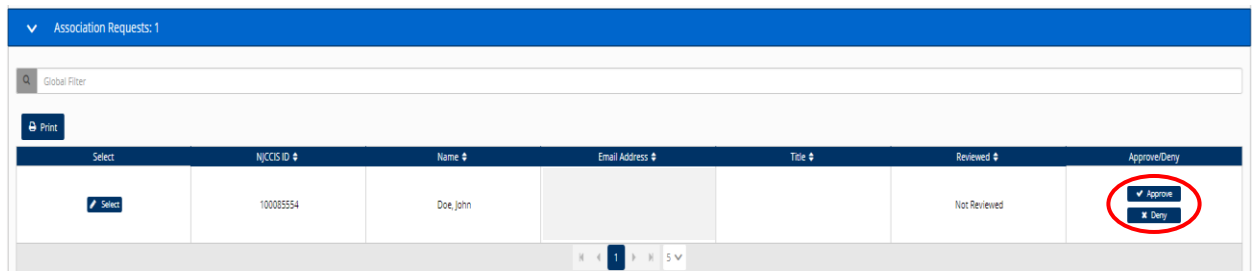 Association Requests: 1
Global Filter
Print
Select NJCCIS ID Name Email Address Title Reviewed Approve/Deny
Select 100085554 Doe, John Not Reviewed Approve
Deny
1 5